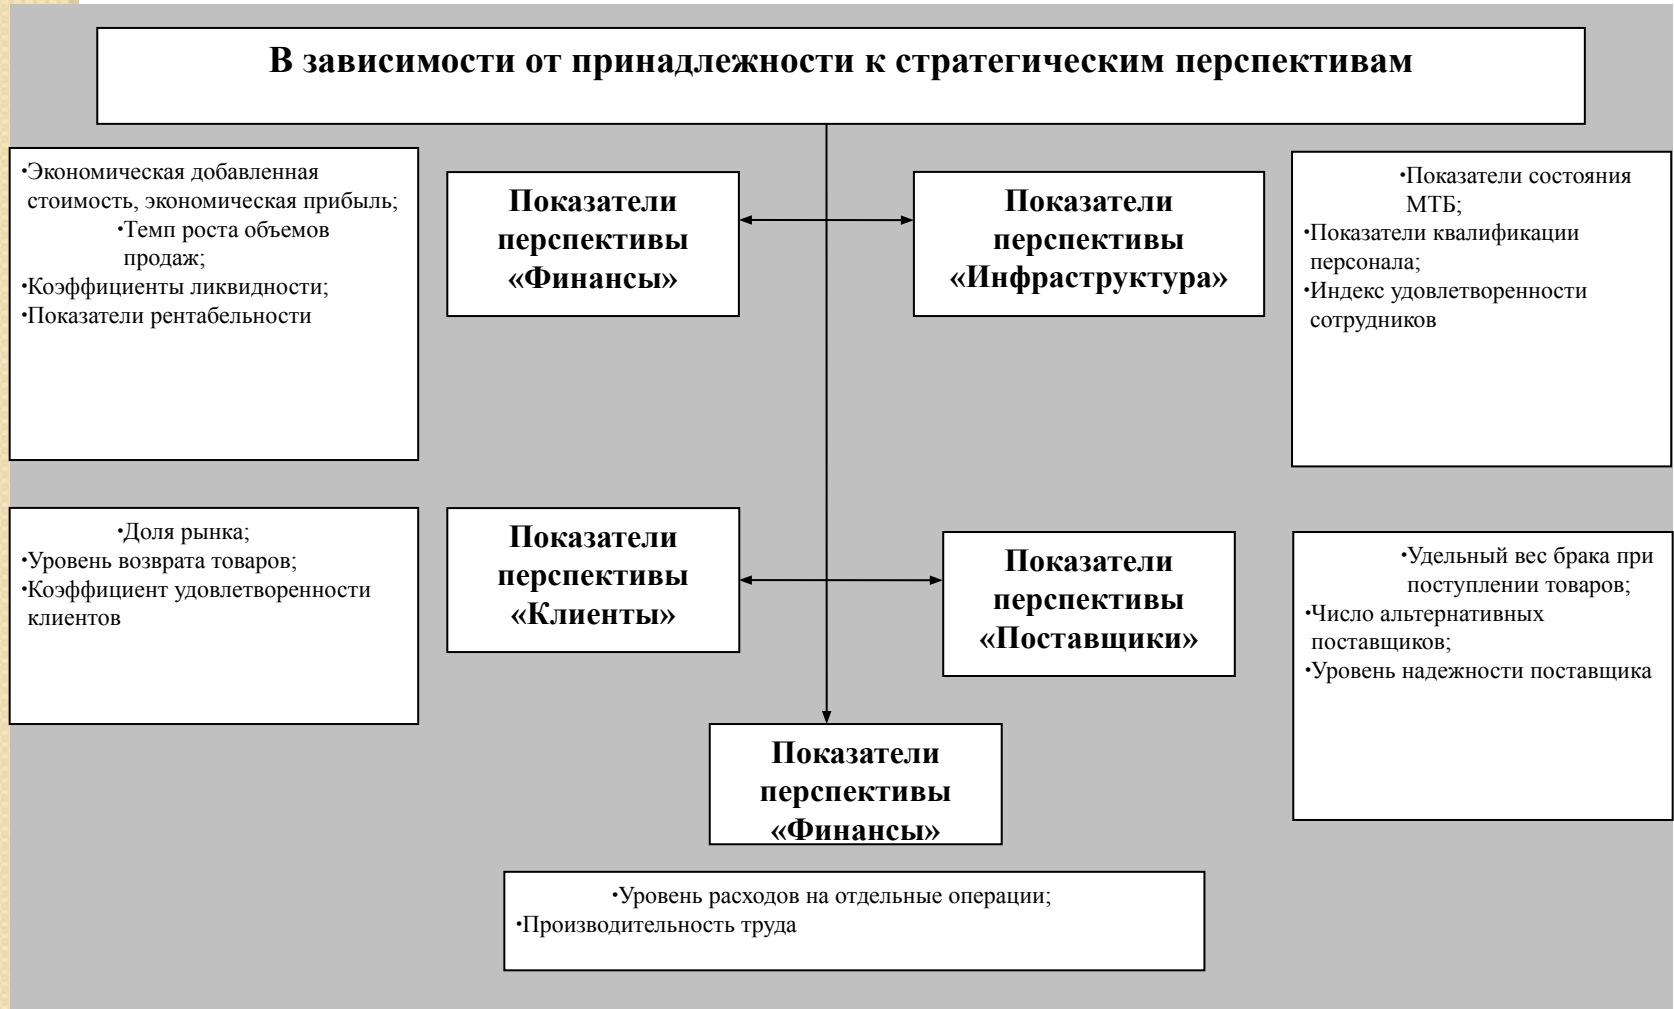 В зависимости от принадлежности к стратегическим перспективам
•Экономическая добавленная
стоимость, экономическая прибыль;
•Темп роста объемов
продаж;
•Коэффициенты ликвидности;
•Показатели рентабельности
Показатели
перспективы
«Финансы»
Показатели
перспективы
«Инфраструктура»
•Показатели состояния
МТБ;
•Показатели квалификации
персонала;
•Индекс удовлетворенности
сотрудников
•Доля рынка;
•Уровень возврата товаров;
•Коэффициент удовлетворенности
клиентов
Показатели
перспективы
«Клиенты»
Показатели
перспективы
«Поставщики»
•Удельный вес брака при
поступлении товаров;
•Число альтернативных
поставщиков;
•Уровень надежности поставщика
Показатели
перспективы
«Финансы»
•Уровень расходов на отдельные операции;
•Производительность труда